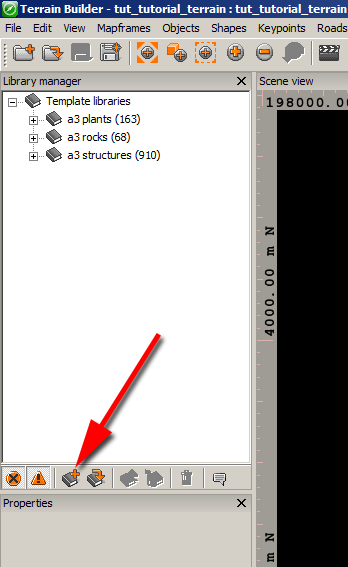 Terrain Builder - tut_tutorial_terrain : tut_tutorial_terrain
File Edit View Mapframes Objects Shapes Keypoints Roads
Library manager
Scene view
Template libraries
a3 plants (163)
a3 rocks (68)
a3 structures (910)
198000.00
4000.00 m N
m N
m N
Properties